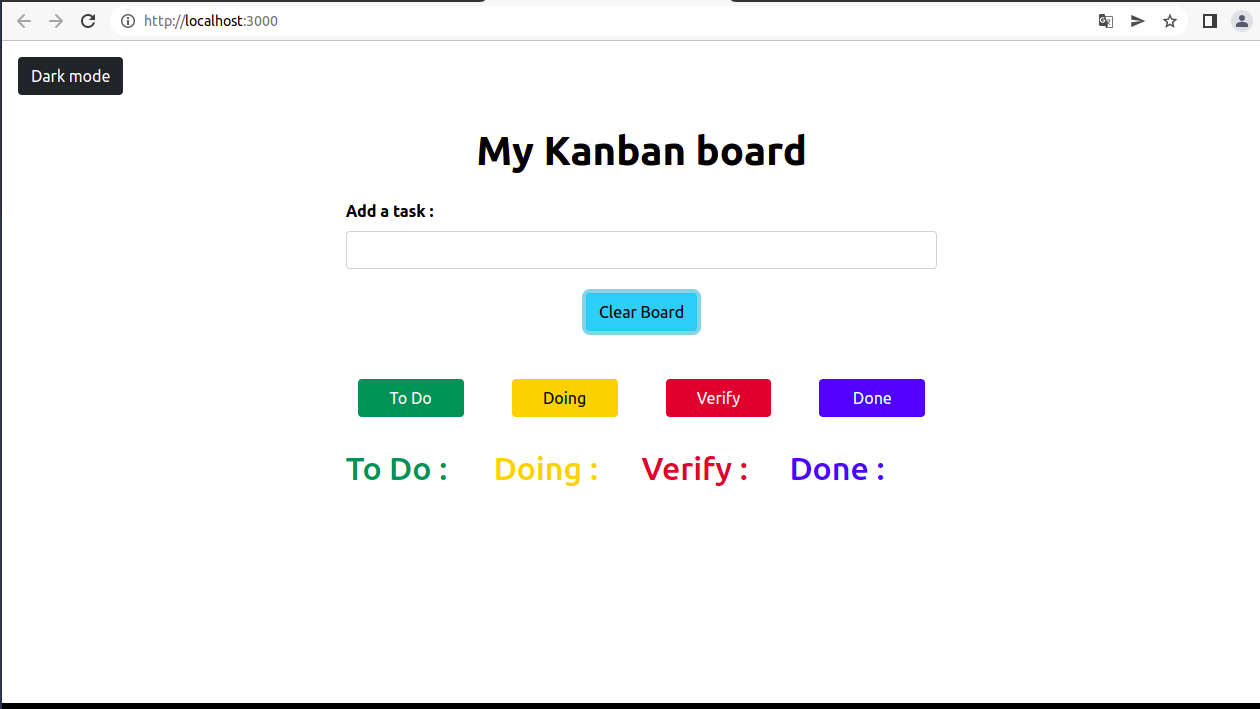 http://localhost:3000
Dark mode
My Kanban board
Add a task :
Clear Board
To Do Doing Verify Done
To Do : Doing : Verify : Done :